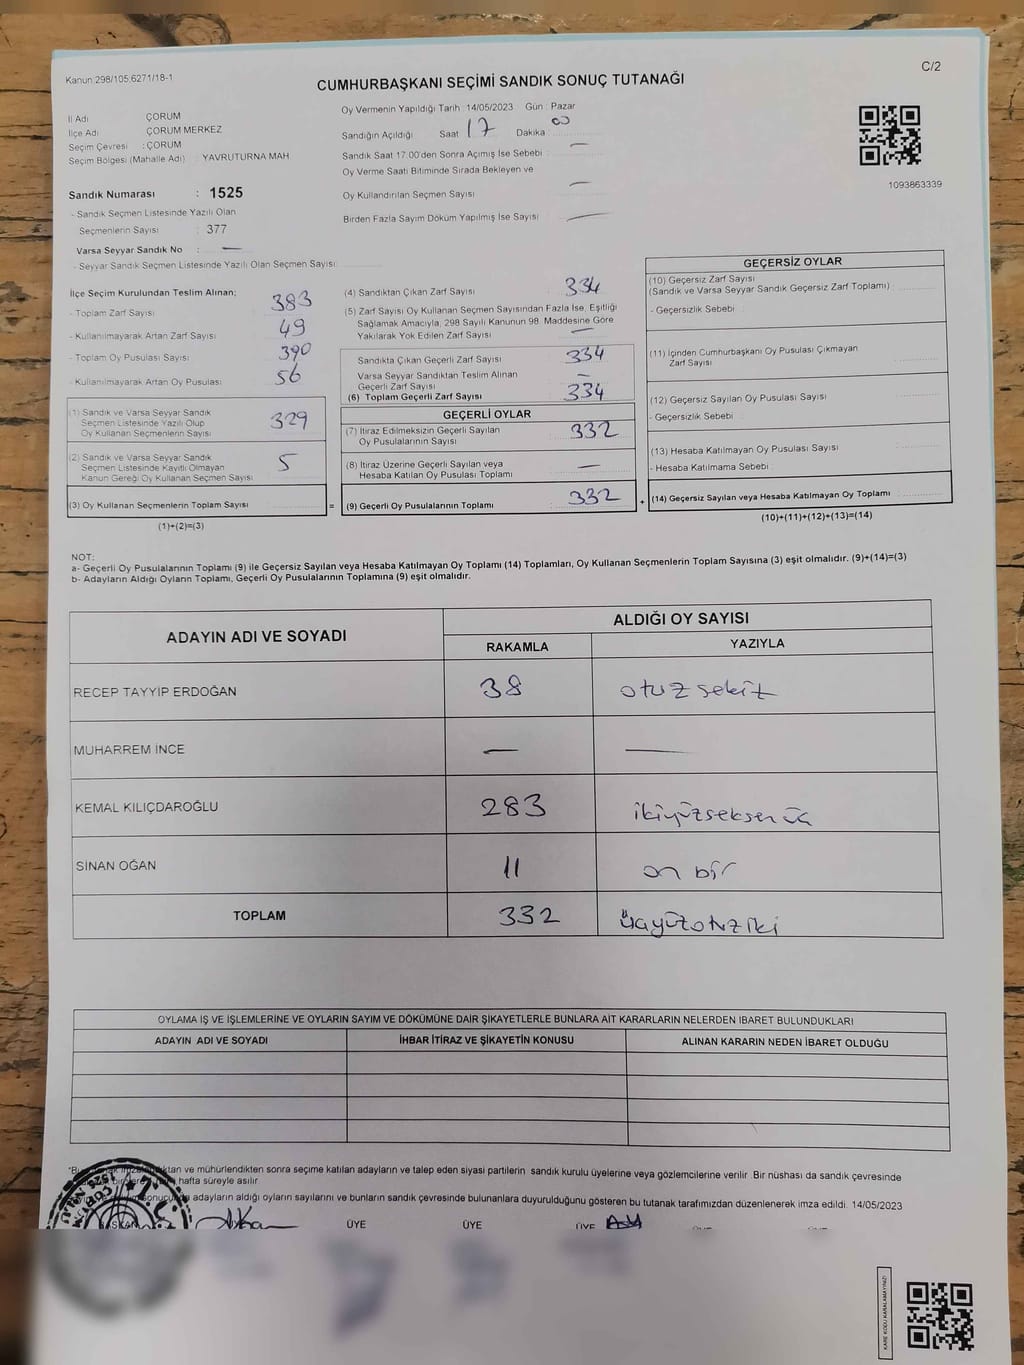 Kanun 298/105,6271/18-1
C/2
CUMHURBAŞKANI SEÇİMİ SANDIK SONUÇ TUTANAĞI
İl Adı ÇORUM
İlçe Adı ÇORUM MERKEZ
Seçim Çevresi : ÇORUM
Seçim Bölgesi (Mahalle Adı) : YAVRUTURNA MAH
Sandık Numarası : 1525
- Sandık Seçmen Listesinde Yazılı Olan
Seçmenlerin Sayısı : 377
Varsa Seyyar Sandık No : —
- Seyyar Sandık Seçmen Listesinde Yazılı Olan Seçmen Sayısı:
Oy Vermenin Yapıldığı Tarih : 14/05/2023 Gün : Pazar
Sandığın Açıldığı Saat 17 Dakika : 00
Sandık Saat 17.00'den Sonra Açımış İse Sebebi : —
Oy Verme Saati Bitiminde Sırada Bekleyen ve
Oy Kullandırılan Seçmen Sayısı —
Birden Fazla Sayım Döküm Yapılmış İse Sayısı —
1093863339
İlçe Seçim Kurulundan Teslim Alınan;
- Toplam Zarf Sayısı 383
- Kullanılmayarak Artan Zarf Sayısı 49
- Toplam Oy Pusulası Sayısı 390
- Kullanılmayarak Artan Oy Pusulası 56
(1) Sandık ve Varsa Seyyar Sandık
Seçmen Listesinde Yazılı Olup
Oy Kullanan Seçmenlerin Sayısı 329
(2) Sandık ve Varsa Seyyar Sandık
Seçmen Listesinde Kayıtlı Olmayan
Kanun Gereği Oy Kullanan Seçmen Sayısı 5
(3) Oy Kullanan Seçmenlerin Toplam Sayısı =
(1)+(2)=(3)
(4) Sandıktan Çıkan Zarf Sayısı 334
(5) Zarf Sayısı Oy Kullanan Seçmen Sayısından Fazla İse, Eşitliği
Sağlamak Amacıyla, 298 Sayılı Kanunun 98. Maddesine Göre
Yakılarak Yok Edilen Zarf Sayısı —
Sandıkta Çıkan Geçerli Zarf Sayısı 334
Varsa Seyyar Sandıktan Teslim Alınan
Geçerli Zarf Sayısı —
(6) Toplam Geçerli Zarf Sayısı 334
GEÇERLİ OYLAR
(7) İtiraz Edilmeksizin Geçerli Sayılan
Oy Pusulalarının Sayısı 332
(8) İtiraz Üzerine Geçerli Sayılan veya
Hesaba Katılan Oy Pusulası Toplamı —
(9) Geçerli Oy Pusulalarının Toplamı 332 +
GEÇERSİZ OYLAR
(10) Geçersiz Zarf Sayısı
(Sandık ve Varsa Seyyar Sandık Geçersiz Zarf Toplamı) :
- Geçersizlik Sebebi :
(11) İçinden Cumhurbaşkanı Oy Pusulası Çıkmayan
Zarf Sayısı
(12) Geçersiz Sayılan Oy Pusulası Sayısı
- Geçersizlik Sebebi :
(13) Hesaba Katılmayan Oy Pusulası Sayısı
- Hesaba Katılmama Sebebi :
(14) Geçersiz Sayılan veya Hesaba Katılmayan Oy Toplamı
(10)+(11)+(12)+(13)=(14)
NOT:
a- Geçerli Oy Pusulalarının Toplamı (9) ile Geçersiz Sayılan veya Hesaba Katılmayan Oy Toplamı (14) Toplamları, Oy Kullanan Seçmenlerin Toplam Sayısına (3) eşit olmalıdır. (9)+(14)=(3)
b- Adayların Aldığı Oyların Toplamı, Geçerli Oy Pusulalarının Toplamına (9) eşit olmalıdır.
ADAYIN ADI VE SOYADI
ALDIĞI OY SAYISI
RAKAMLA YAZIYLA
RECEP TAYYİP ERDOĞAN 38 otuz sekiz
MUHARREM İNCE — —
KEMAL KILIÇDAROĞLU 283 ikiyüzseksen üç
SİNAN OĞAN 11 on bir
TOPLAM 332 üçyüzotuziki
OYLAMA İŞ VE İŞLEMLERİNE VE OYLARIN SAYIM VE DÖKÜMÜNE DAİR ŞİKAYETLERLE BUNLARA AİT KARARLARIN NELERDEN İBARET BULUNDUKLARI
ADAYIN ADI VE SOYADI İHBAR İTİRAZ VE ŞİKAYETİN KONUSU ALINAN KARARIN NEDEN İBARET OLDUĞU
ve mühürlendikten sonra seçime katılan adayların ve talep eden siyasi partilerin sandık kurulu üyelerine veya gözlemcilerine verilir. Bir nüshası da sandık çevresinde
hafta süreyle asılır.
adayların aldığı oyların sayılarını ve bunların sandık çevresinde bulunanlara duyurulduğunu gösteren bu tutanak tarafımızdan düzenlenerek imza edildi. 14/05/2023
BAŞKAN ÜYE ÜYE ÜYE
KARE KODU KARALAMAYINIZ!